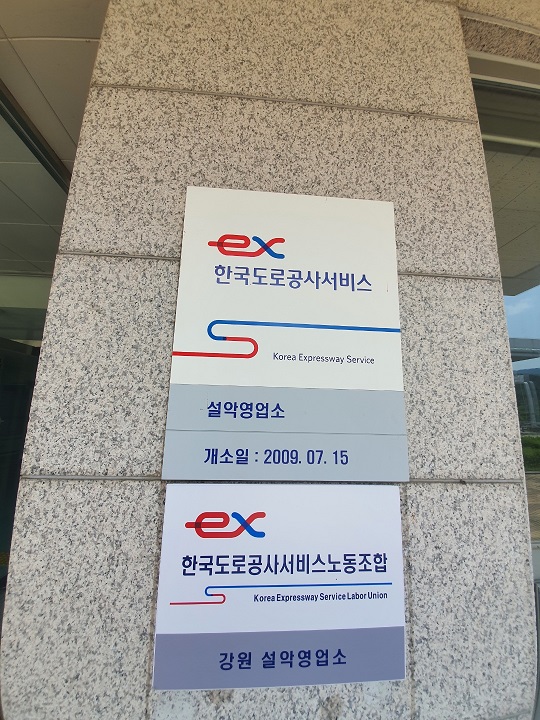 ex
한국도로공사서비스
Korea Expressway Service
설악영업소
개소일 : 2009. 07. 15
ex
한국도로공사서비스노동조합
Korea Expressway Service Labor Union
강원 설악영업소